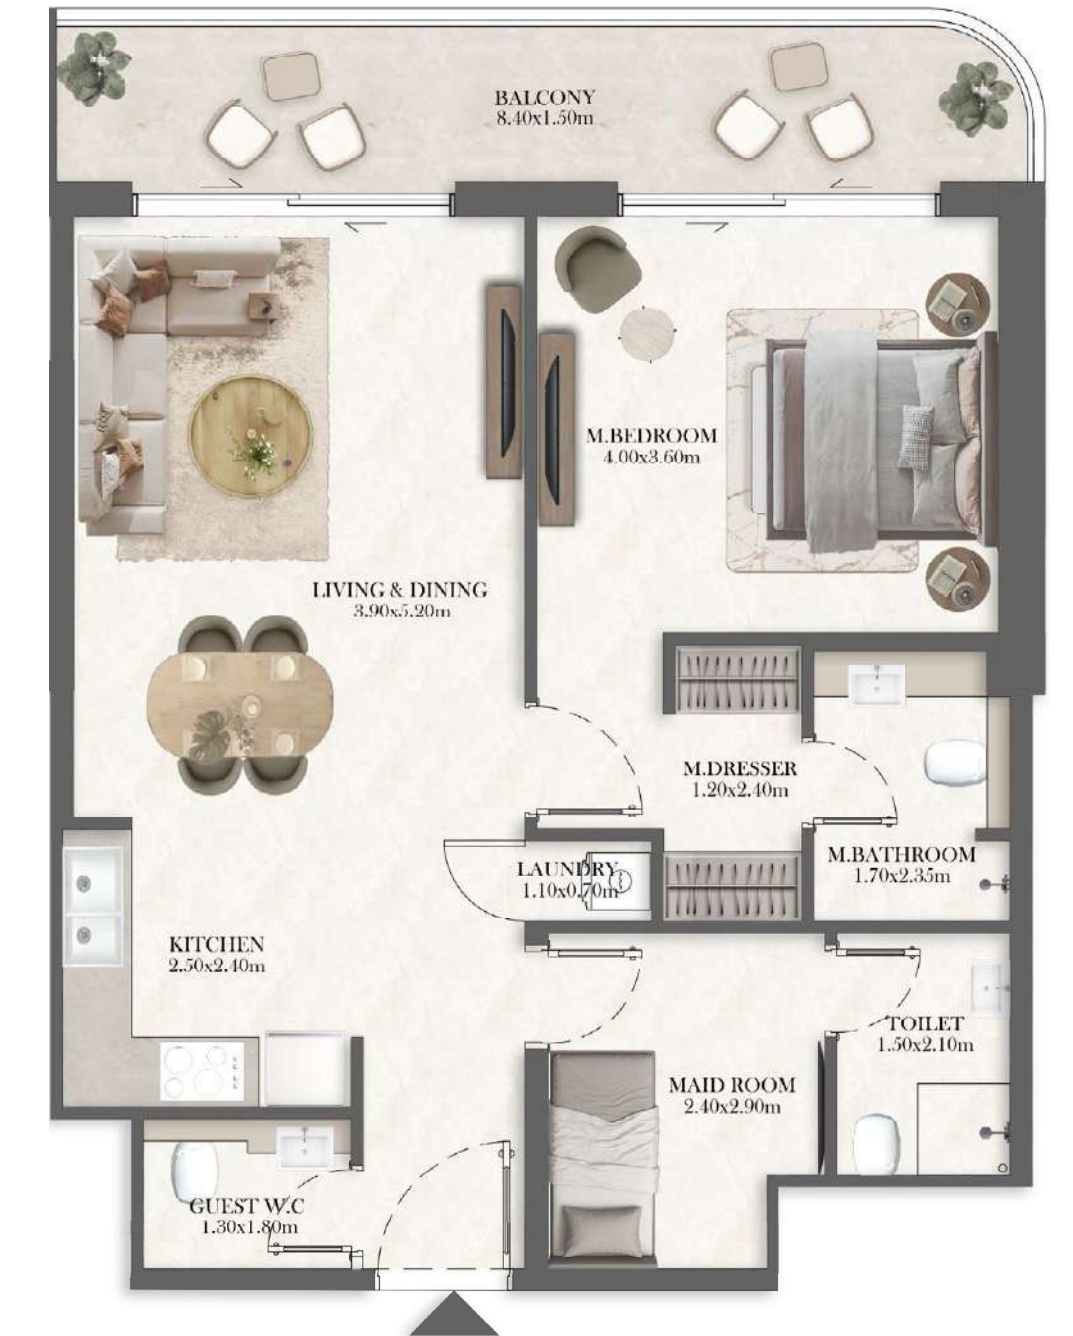 BALCONY
8.40x1.50m
M.BEDROOM
4.00x3.60m
LIVING & DINING
3.90x5.20m
M.DRESSER
1.20x2.40m
M.BATHROOM
1.70x2.35m
LAUNDRY
1.10x0.70m
KITCHEN
2.50x2.40m
TOILET
1.50x2.10m
MAID ROOM
2.40x2.90m
GUEST W.C
1.30x1.80m